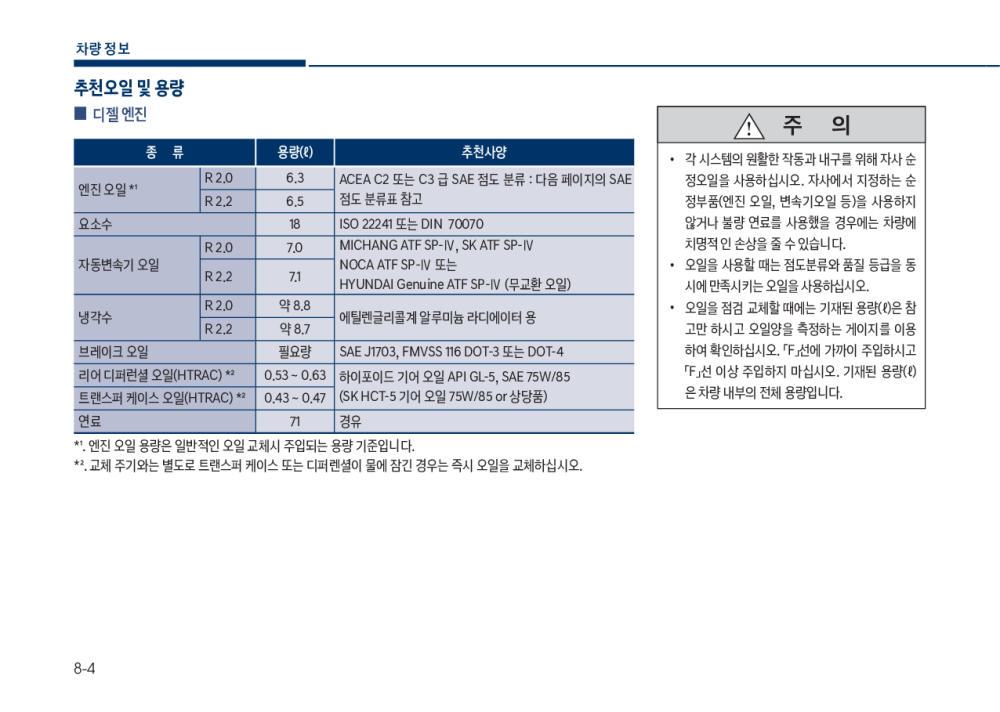 차량 정보
추천오일 및 용량
■ 디젤 엔진
종 류 용량(ℓ) 추천사양
엔진 오일 *¹ R 2.0 6.3 ACEA C2 또는 C3 급 SAE 점도 분류 : 다음 페이지의 SAE
R 2.2 6.5 점도 분류표 참고
요소수 18 ISO 22241 또는 DIN 70070
자동변속기 오일 R 2.0 7.0 MICHANG ATF SP-Ⅳ, SK ATF SP-Ⅳ
NOCA ATF SP-Ⅳ 또는
R 2.2 7.1 HYUNDAI Genuine ATF SP-Ⅳ (무교환 오일)
냉각수 R 2.0 약 8.8 에틸렌글리콜계 알루미늄 라디에이터 용
R 2.2 약 8.7
브레이크 오일 필요량 SAE J1703, FMVSS 116 DOT-3 또는 DOT-4
리어 디퍼런셜 오일(HTRAC) *² 0.53 ~ 0.63 하이포이드 기어 오일 API GL-5, SAE 75W/85
트랜스퍼 케이스 오일(HTRAC) *² 0.43 ~ 0.47 (SK HCT-5 기어 오일 75W/85 or 상당품)
연료 71 경유
*¹. 엔진 오일 용량은 일반적인 오일 교체시 주입되는 용량 기준입니다.
*². 교체 주기와는 별도로 트랜스퍼 케이스 또는 디퍼렌셜이 물에 잠긴 경우는 즉시 오일을 교체하십시오.
주 의
• 각 시스템의 원활한 작동과 내구를 위해 자사 순
정오일을 사용하십시오. 자사에서 지정하는 순
정부품(엔진 오일, 변속기오일 등)을 사용하지
않거나 불량 연료를 사용했을 경우에는 차량에
치명적 인 손상을 줄 수 있습니다.
• 오일을 사용할 때는 점도분류와 품질 등급을 동
시에 만족시키는 오일을 사용하십시오.
• 오일을 점검 교체할 때에는 기재된 용량(ℓ)은 참
고만 하시고 오일양을 측정하는 게이지를 이용
하여 확인하십시오. 「F」선에 가까이 주입하시고
「F」선 이상 주입하지 마십시오. 기재된 용량(ℓ)
은 차량 내부의 전체 용량입니다.
8-4